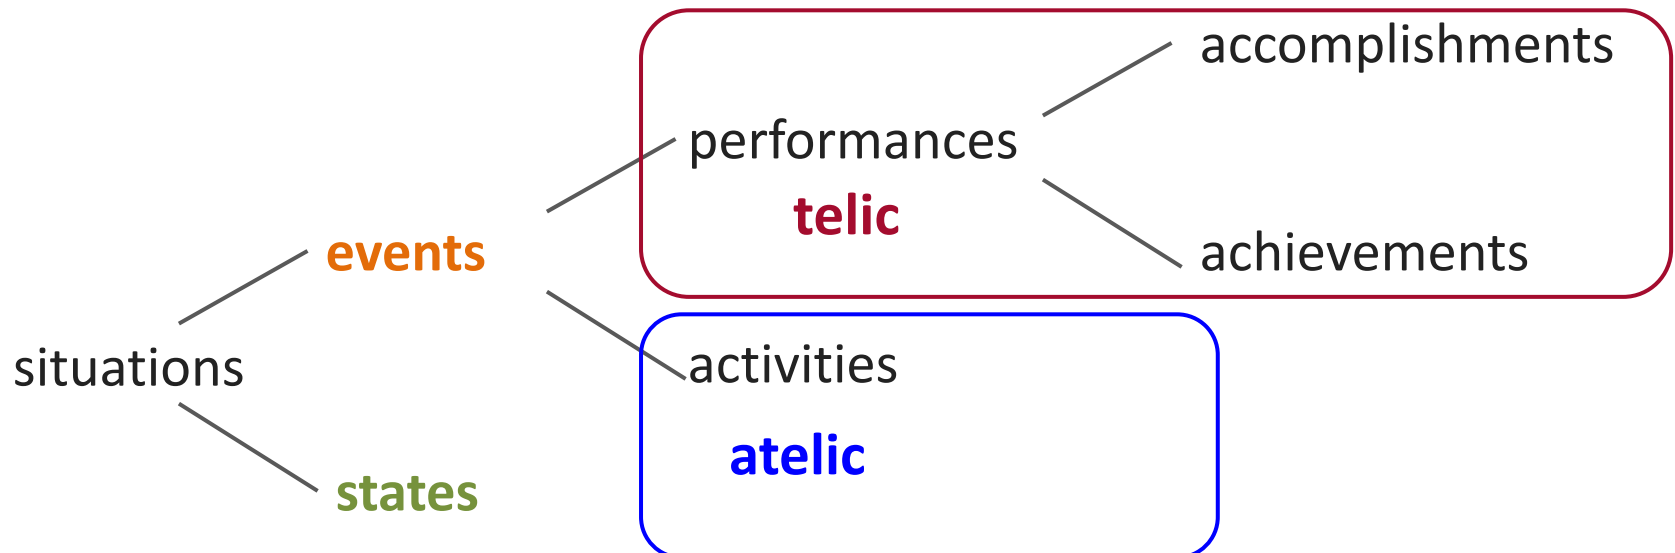 accomplishments
performances
telic
events
achievements
situations
activities
atelic
states